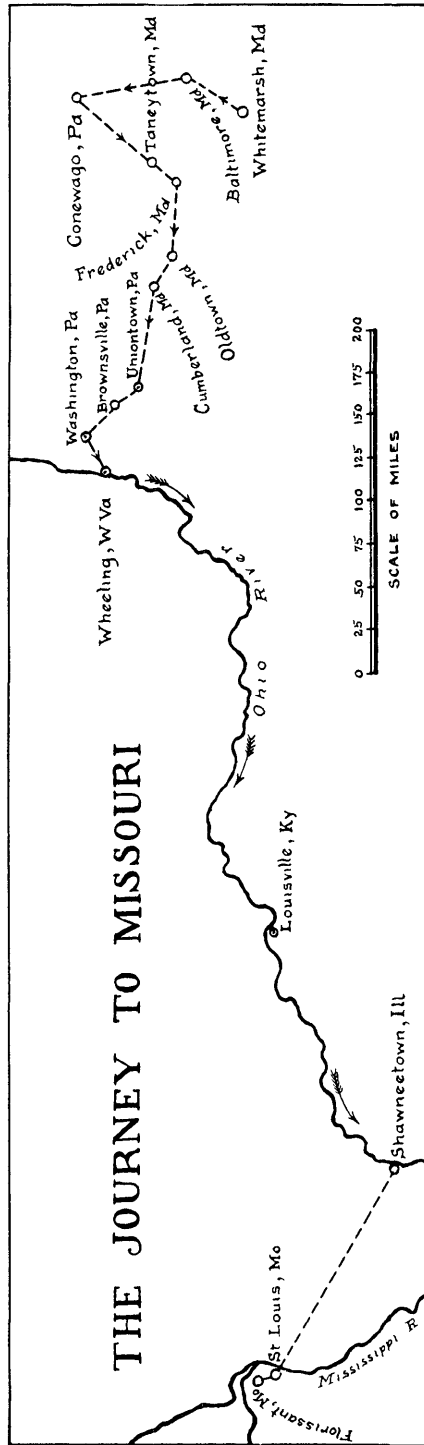 THE JOURNEY TO MISSOURI
Florissant, Mo
St Louis, Mo
Mississippi R
Shawneetown, Ill
Louisville, Ky
Ohio River
Wheeling, W Va
Washington, Pa
Brownsville, Pa
Uniontown, Pa
Cumberland, Md
Oldtown, Md
Frederick, Md
Conewago, Pa
Taneytown, Md
Baltimore, Md
Whitemarsh, Md
0 25 50 75 100 125 150 175 200
SCALE OF MILES